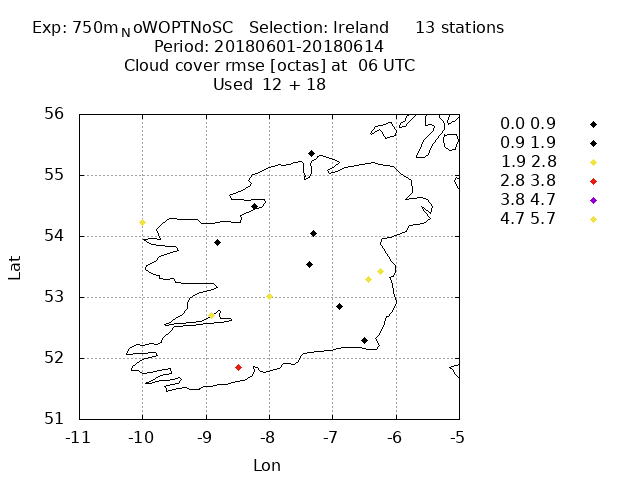 Exp: 750mNoWOPTNoSC Selection: Ireland 13 stations
Period: 20180601-20180614
Cloud cover rmse [octas] at 06 UTC
Used 12 + 18
56
55
54
53
52
51
-11 -10 -9 -8 -7 -6 -5
Lat
Lon
0.0 0.9
0.9 1.9
1.9 2.8
2.8 3.8
3.8 4.7
4.7 5.7